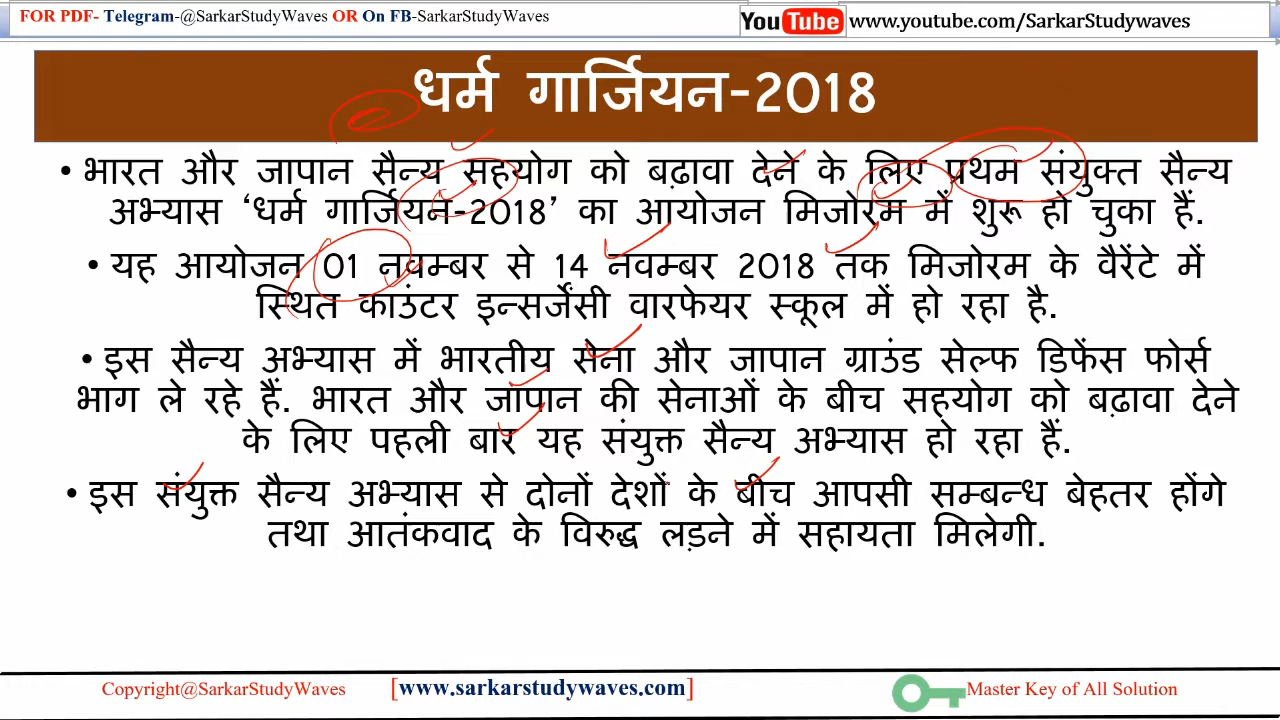 FOR PDF- Telegram-@SarkarStudyWaves OR On FB-SarkarStudyWaves
YouTube www.youtube.com/SarkarStudywaves
धर्म गार्जियन-2018
• भारत और जापान सैन्य सहयोग को बढ़ावा देने के लिए प्रथम संयुक्त सैन्य
अभ्यास ‘धर्म गार्जियन-2018’ का आयोजन मिजोरम में शुरू हो चुका हैं.
• यह आयोजन 01 नवम्बर से 14 नवम्बर 2018 तक मिजोरम के वैरेंटे में
स्थित काउंटर इन्सर्जेंसी वारफेयर स्कूल में हो रहा है.
• इस सैन्य अभ्यास में भारतीय सेना और जापान ग्राउंड सेल्फ डिफेंस फोर्स
भाग ले रहे हैं. भारत और जापान की सेनाओं के बीच सहयोग को बढ़ावा देने
के लिए पहली बार यह संयुक्त सैन्य अभ्यास हो रहा हैं.
• इस संयुक्त सैन्य अभ्यास से दोनों देशों के बीच आपसी सम्बन्ध बेहतर होंगे
तथा आतंकवाद के विरुद्ध लड़ने में सहायता मिलेगी.
Copyright@SarkarStudyWaves [www.sarkarstudywaves.com] Master Key of All Solution